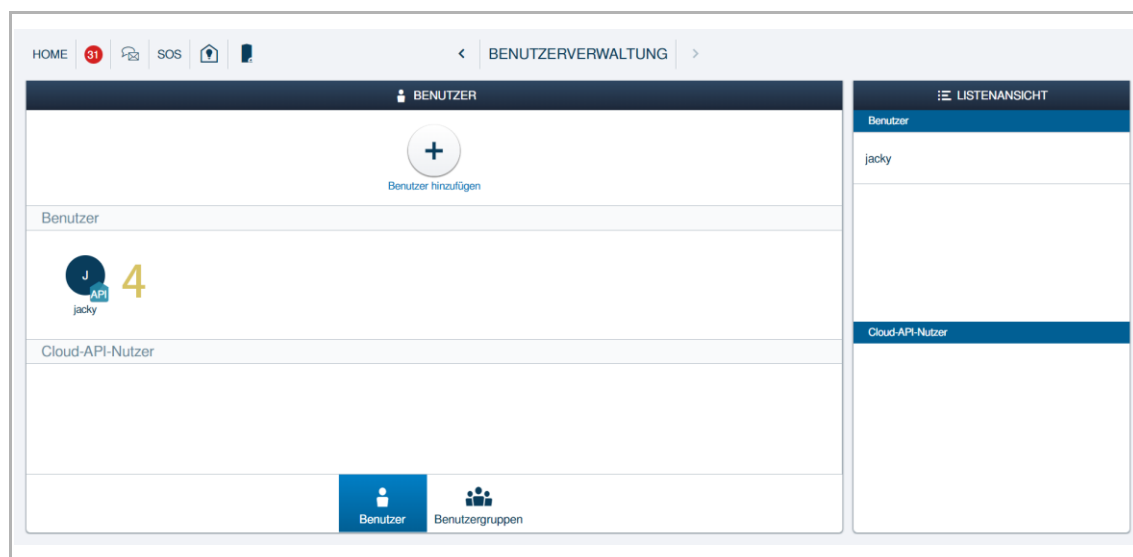 HOME 31 SOS BENUTZERVERWALTUNG
BENUTZER
Benutzer hinzufügen
Benutzer
J
API
jacky
4
Cloud-API-Nutzer
Benutzer
Benutzergruppen
LISTENANSICHT
Benutzer
jacky
Cloud-API-Nutzer